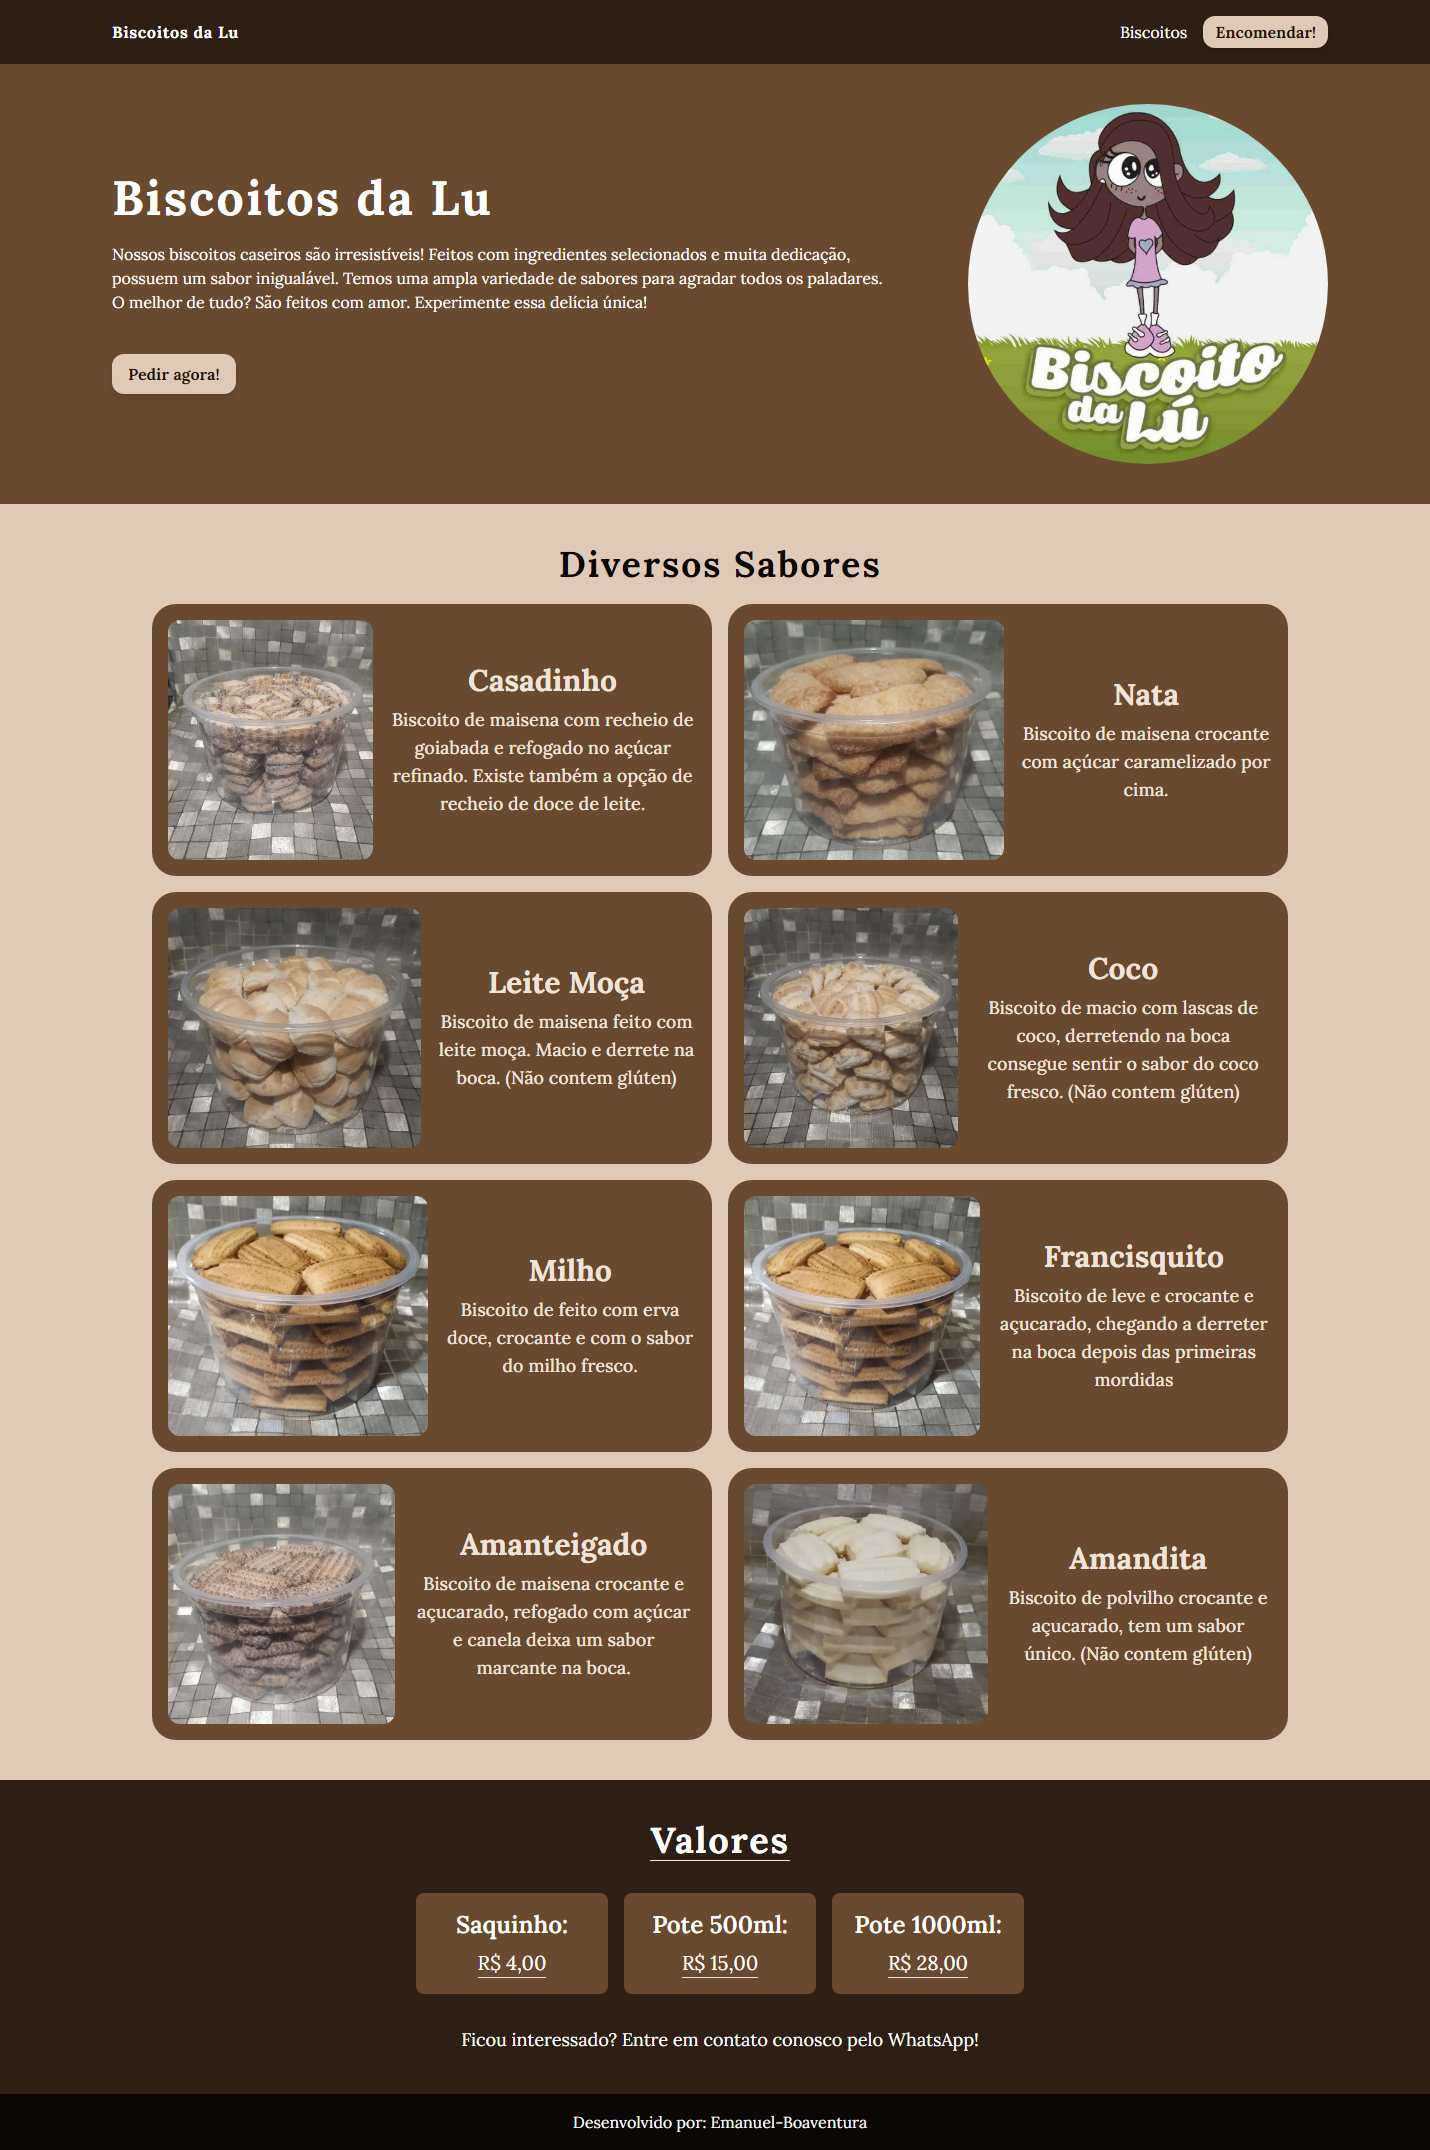 Biscoitos da Lu
Biscoitos
Encomendar!
Biscoitos da Lu
Nossos biscoitos caseiros são irresistíveis! Feitos com ingredientes selecionados e muita dedicação,
possuem um sabor inigualável. Temos uma ampla variedade de sabores para agradar todos os paladares.
O melhor de tudo? São feitos com amor. Experimente essa delícia única!
Pedir agora!
Biscoito
da Lú
Diversos Sabores
Casadinho
Biscoito de maisena com recheio de
goiabada e refogado no açúcar
refinado. Existe também a opção de
recheio de doce de leite.
Nata
Biscoito de maisena crocante
com açúcar caramelizado por
cima.
Leite Moça
Biscoito de maisena feito com
leite moça. Macio e derrete na
boca. (Não contem glúten)
Coco
Biscoito de macio com lascas de
coco, derretendo na boca
consegue sentir o sabor do coco
fresco. (Não contem glúten)
Milho
Biscoito de feito com erva
doce, crocante e com o sabor
do milho fresco.
Francisquito
Biscoito de leve e crocante e
açucarado, chegando a derreter
na boca depois das primeiras
mordidas
Amanteigado
Biscoito de maisena crocante e
açucarado, refogado com açúcar
e canela deixa um sabor
marcante na boca.
Amandita
Biscoito de polvilho crocante e
açucarado, tem um sabor
único. (Não contem glúten)
Valores
Saquinho:
R$ 4,00
Pote 500ml:
R$ 15,00
Pote 1000ml:
R$ 28,00
Ficou interessado? Entre em contato conosco pelo WhatsApp!
Desenvolvido por: Emanuel-Boaventura